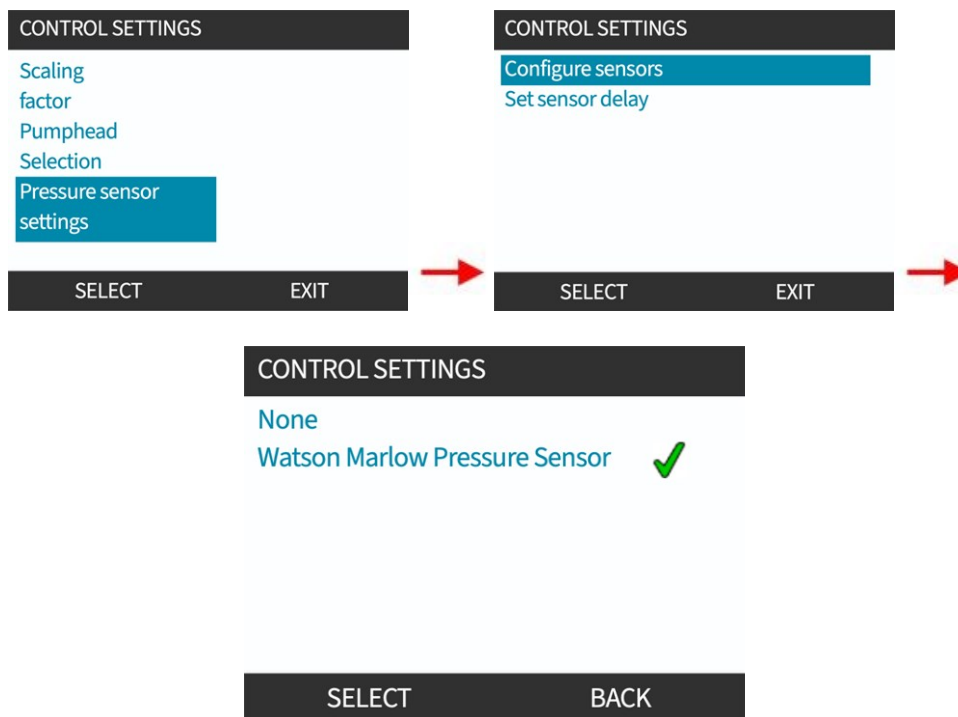 CONTROL SETTINGS
Scaling
factor
Pumphead
Selection
Pressure sensor
settings
SELECT EXIT
CONTROL SETTINGS
Configure sensors
Set sensor delay
SELECT EXIT
CONTROL SETTINGS
None
Watson Marlow Pressure Sensor
SELECT BACK